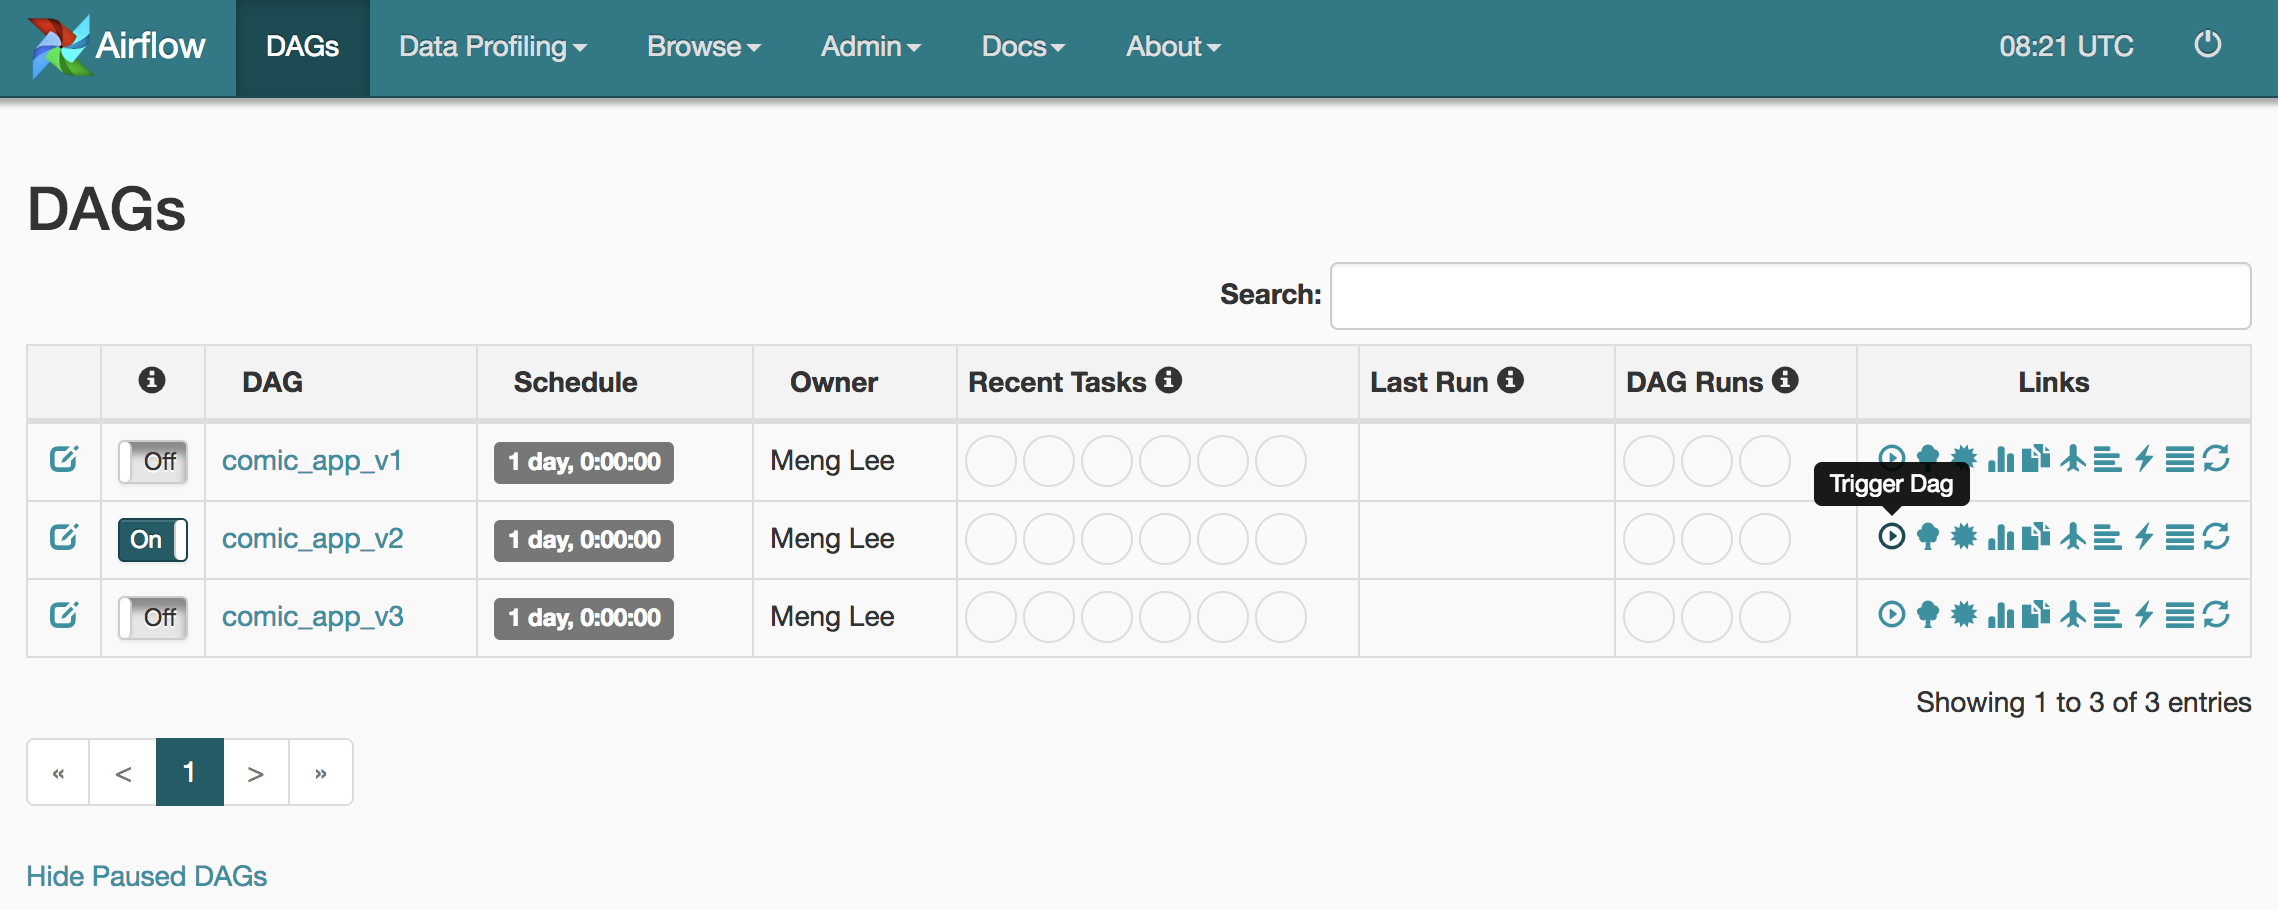 Airflow DAGs Data Profiling Browse Admin Docs About 08:21 UTC
DAGs
Search:
DAG Schedule Owner Recent Tasks Last Run DAG Runs Links
Off comic_app_v1 1 day, 0:00:00 Meng Lee
Trigger Dag
On comic_app_v2 1 day, 0:00:00 Meng Lee
Off comic_app_v3 1 day, 0:00:00 Meng Lee
Showing 1 to 3 of 3 entries
« < 1 > »
Hide Paused DAGs